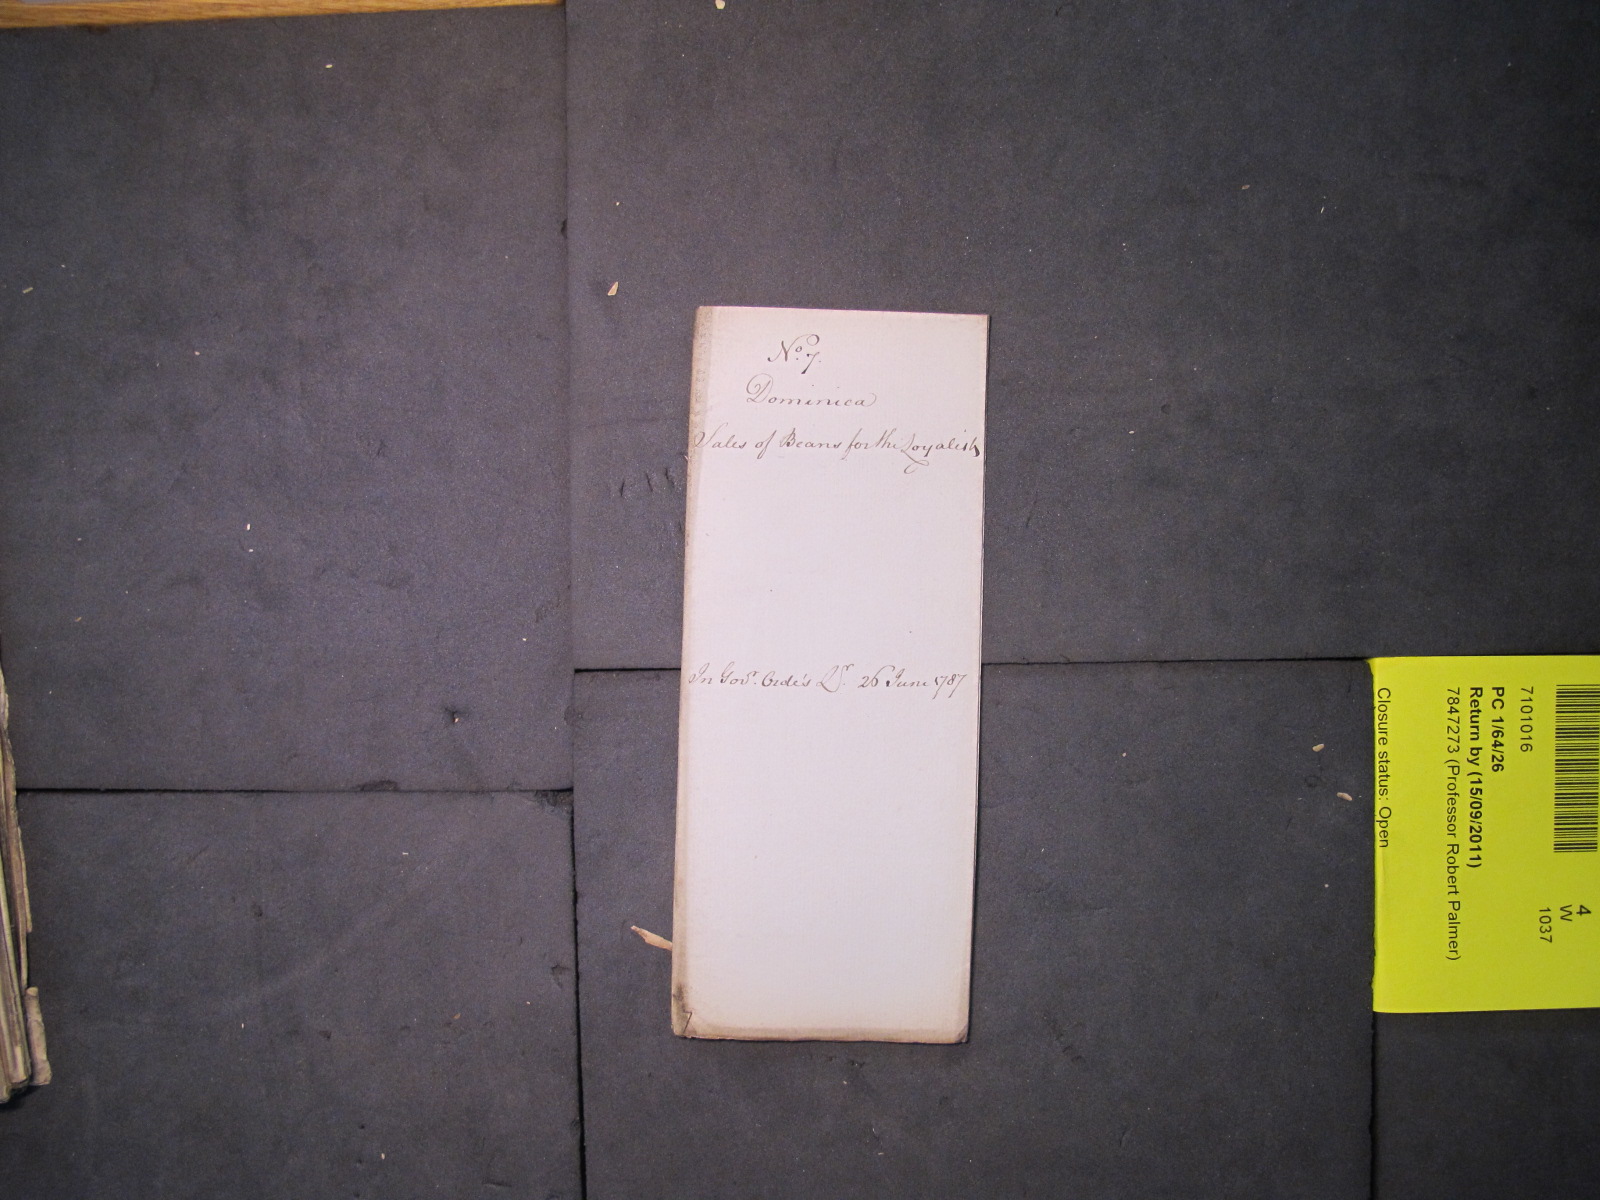 No. 7.
Dominica
Sales of Beans for the Loyalists
In Govr. Orde's Lr. 26 June 1787
7101016
PC 1/64/26
Return by (15/09/2011)
7847273 (Professor Robert Palmer)
Closure status: Open
4
W
1037